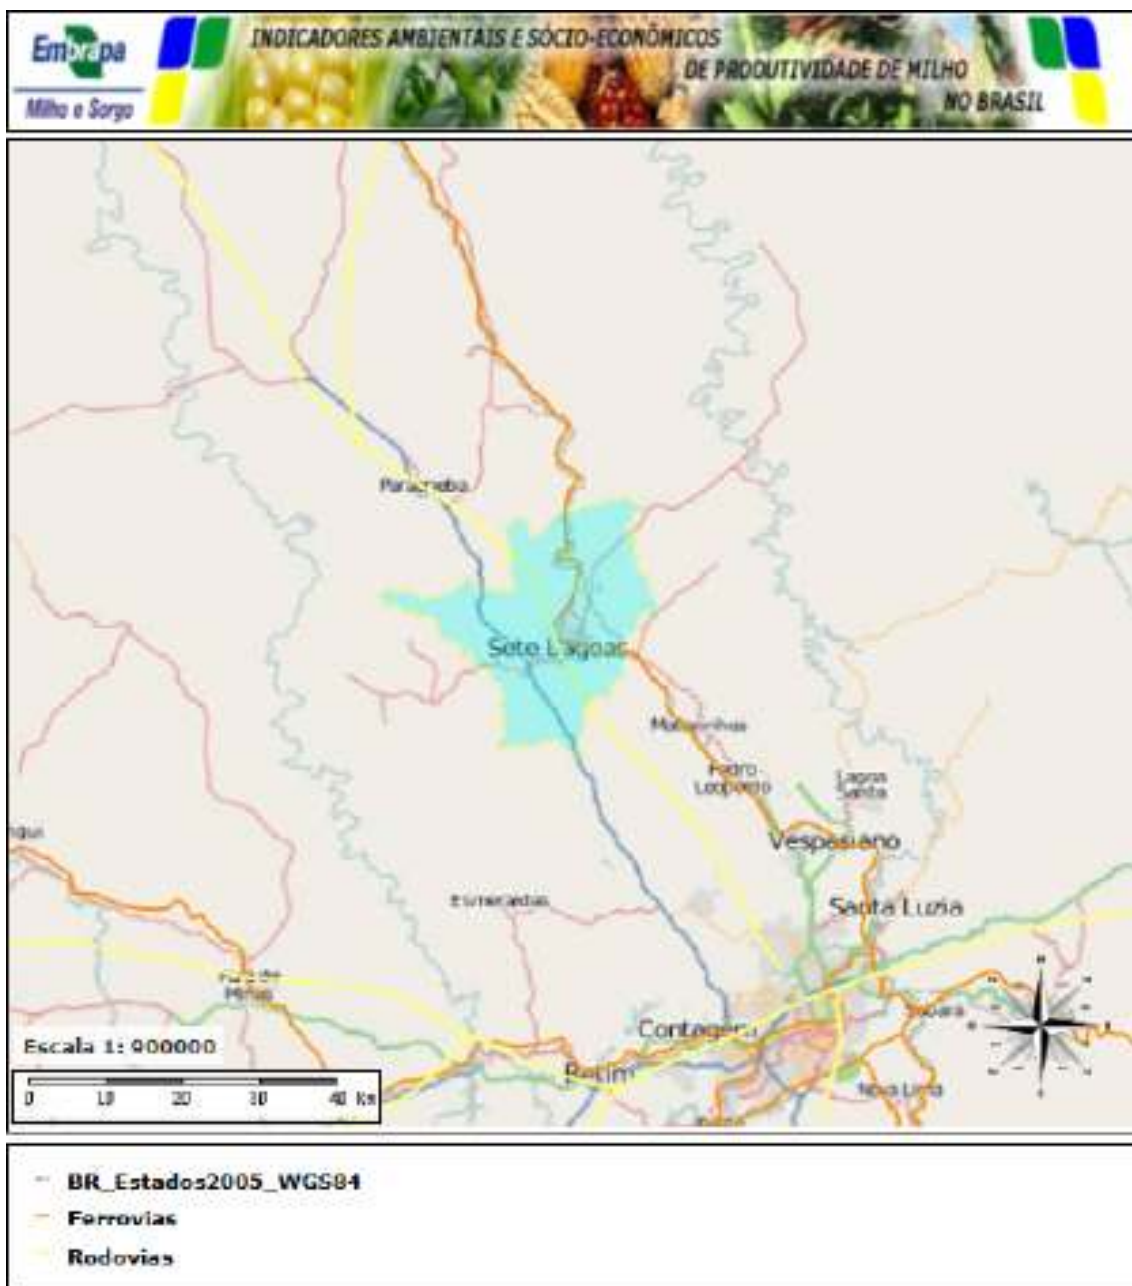 Embrapa
Milho e Sorgo
INDICADORES AMBIENTAIS E SÓCIO-ECONÔMICOS
DE PRODUTIVIDADE DE MILHO
NO BRASIL
Paraopeba
Sete Lagoas
Matozinhos
Pedro
Leopoldo
Lagoa
Santa
Vespasiano
Esmeraldas
Santa Luzia
Minas
Contagem
Betim
Nova Lima
Escala 1: 900000
0 10 20 30 40 km
BR_Estados2005_WGS84
Ferrovias
Rodovias